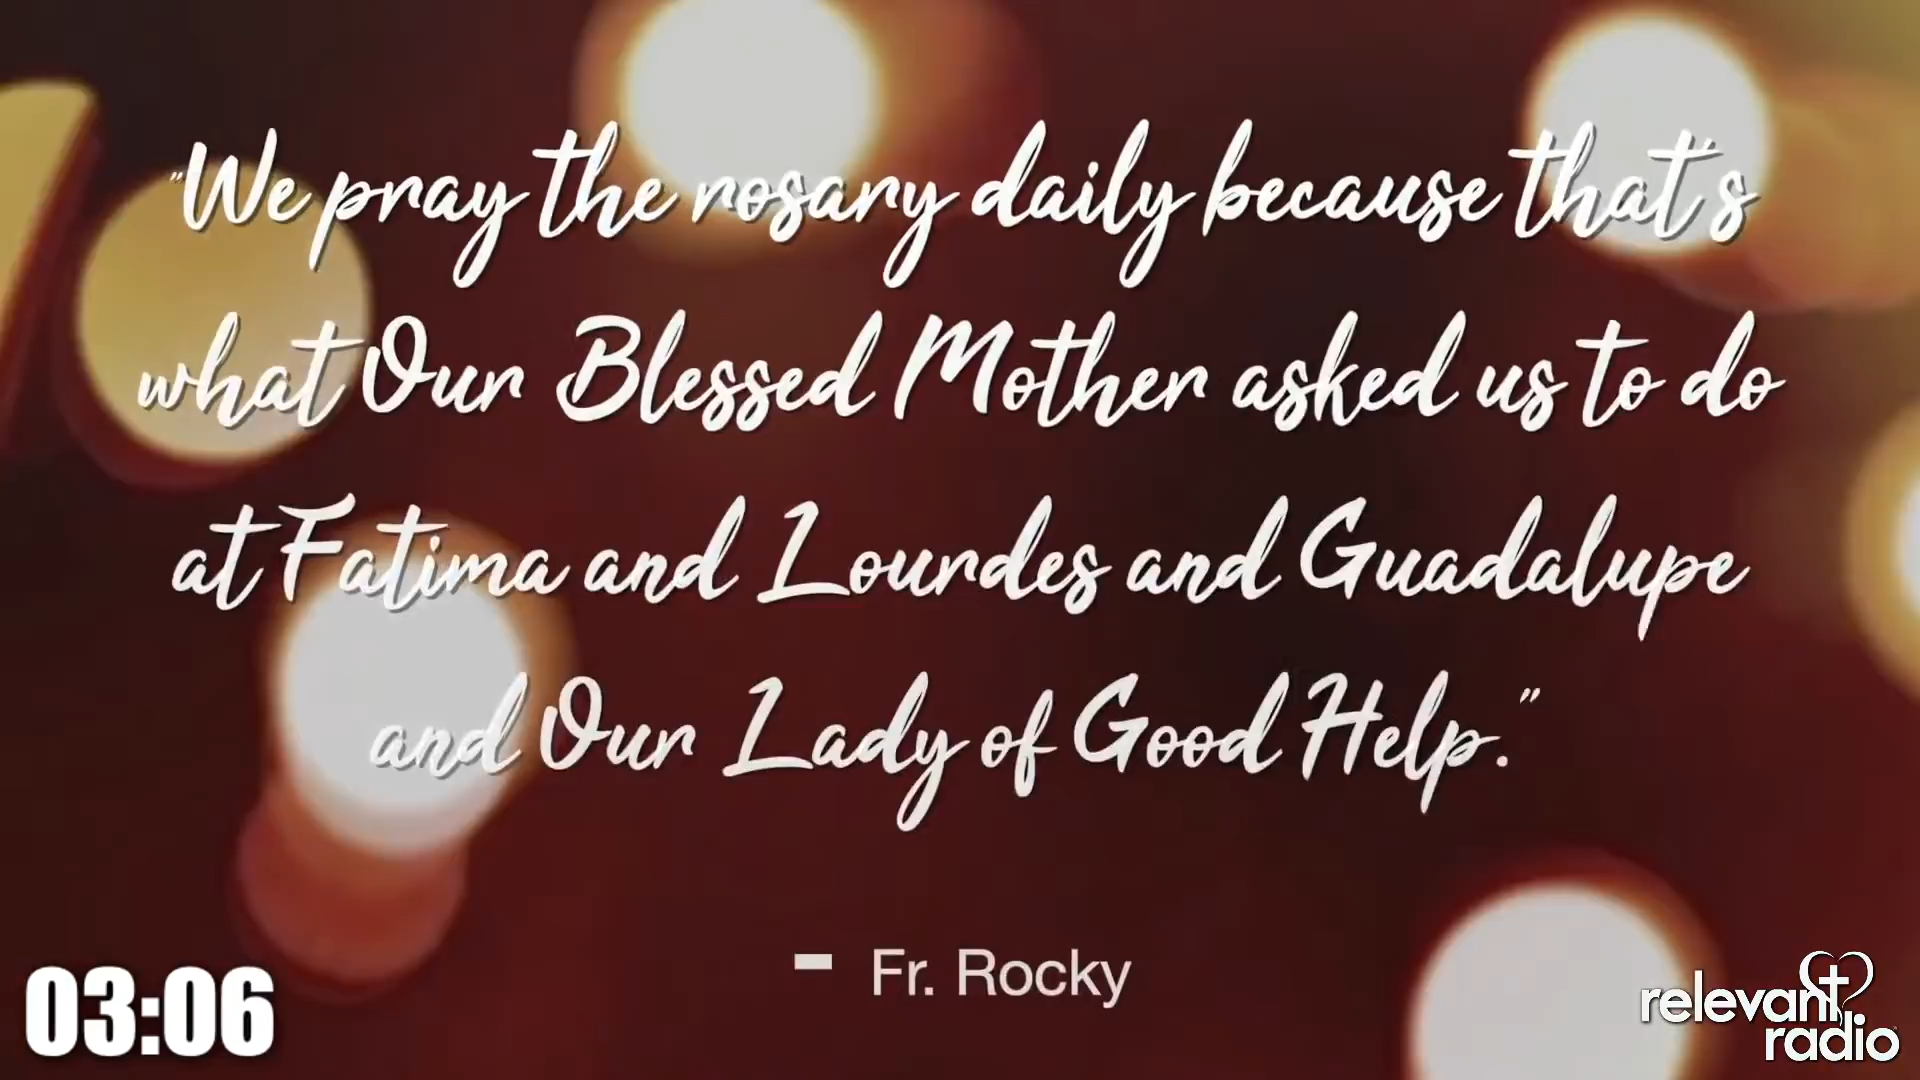 "We pray the rosary daily because that's
what Our Blessed Mother asked us to do
at Fatima and Lourdes and Guadalupe
and Our Lady of Good Help."
- Fr. Rocky
03:06
relevant
radio